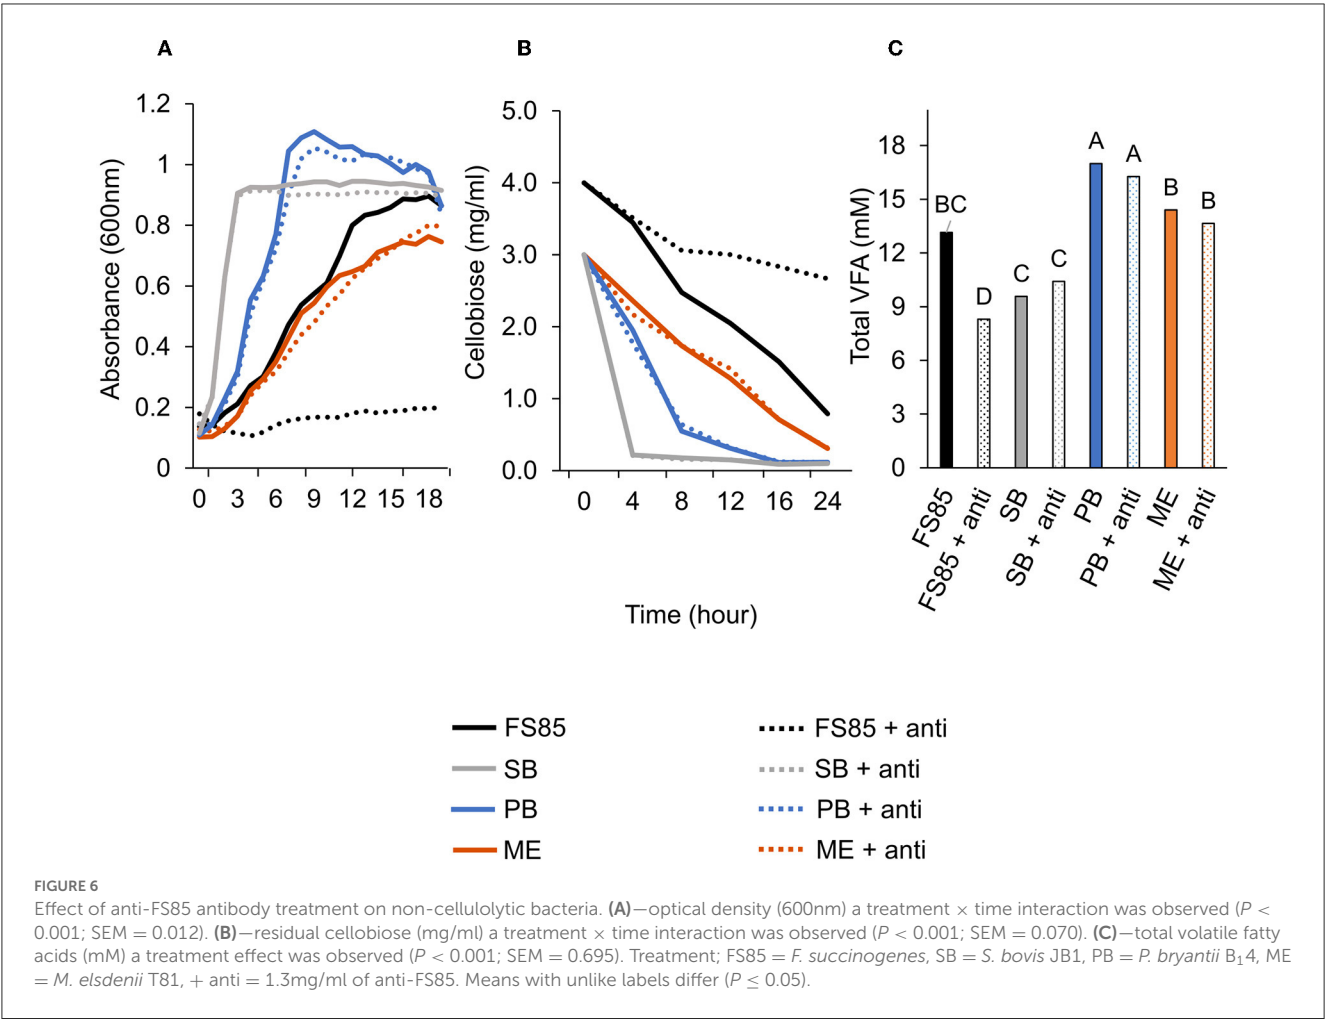 A
B
C
Absorbance (600nm)
1.2
1
0.8
0.6
0.4
0.2
0
0 3 6 9 12 15 18
Cellobiose (mg/ml)
5.0
4.0
3.0
2.0
1.0
0.0
0 4 8 12 16 24
Total VFA (mM)
18
15
12
9
6
3
0
BC
D
C
C
A
A
B
B
FS85
FS85 + anti
SB
SB + anti
PB
PB + anti
ME
ME + anti
Time (hour)
FS85
FS85 + anti
SB
SB + anti
PB
PB + anti
ME
ME + anti
FIGURE 6
Effect of anti-FS85 antibody treatment on non-cellulolytic bacteria. (A)—optical density (600nm) a treatment × time interaction was observed (P <
0.001; SEM = 0.012). (B)—residual cellobiose (mg/ml) a treatment × time interaction was observed (P < 0.001; SEM = 0.070). (C)—total volatile fatty
acids (mM) a treatment effect was observed (P < 0.001; SEM = 0.695). Treatment; FS85 = F. succinogenes, SB = S. bovis JB1, PB = P. bryantii B₁4, ME
= M. elsdenii T81, + anti = 1.3mg/ml of anti-FS85. Means with unlike labels differ (P ≤ 0.05).